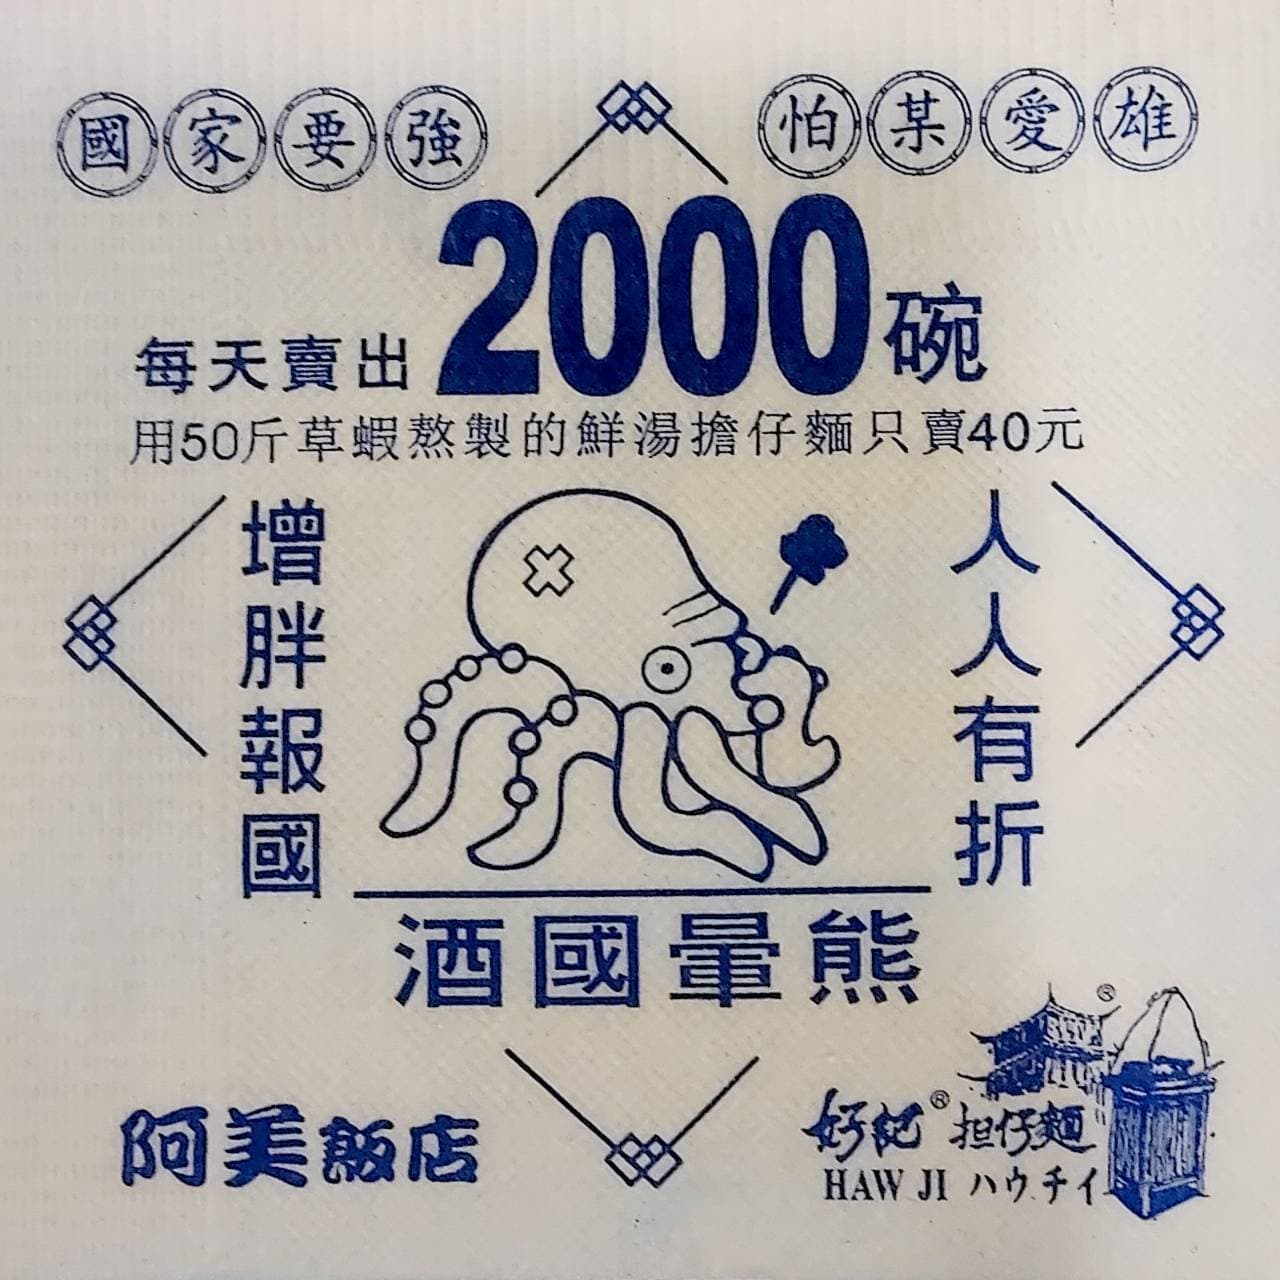 國家要強
怕某愛雄
每天賣出2000碗
用50斤草蝦熬製的鮮湯擔仔麵只賣40元
增胖報國
人人有折
酒國暈熊
阿美飯店
®
好記®担仔麵
HAW JI ハウチイ